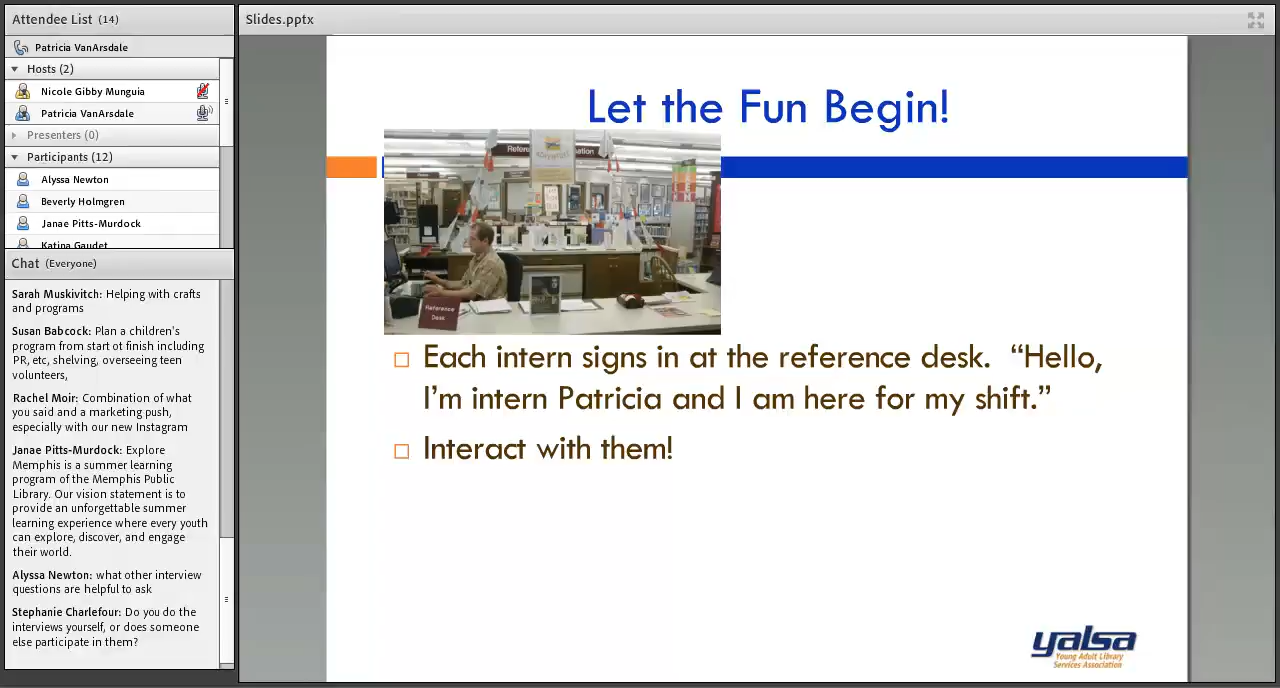 Attendee List (14)
Patricia VanArsdale
Hosts (2)
Nicole Gibby Munguia
Patricia VanArsdale
Presenters (0)
Participants (12)
Alyssa Newton
Beverly Holmgren
Janae Pitts-Murdock
Katina Gaudet
Chat (Everyone)
Sarah Muskivitch: Helping with crafts
and programs
Susan Babcock: Plan a children's
program from start ot finish including
PR, etc, shelving, overseeing teen
volunteers,
Rachel Moir: Combination of what
you said and a marketing push,
especially with our new Instagram
Janae Pitts-Murdock: Explore
Memphis is a summer learning
program of the Memphis Public
Library. Our vision statement is to
provide an unforgettable summer
learning experience where every youth
can explore, discover, and engage
their world.
Alyssa Newton: what other interview
questions are helpful to ask
Stephanie Charlefour: Do you do the
interviews yourself, or does someone
else participate in them?
Slides.pptx
Let the Fun Begin!
Reference
Desk
Each intern signs in at the reference desk. “Hello,
I’m intern Patricia and I am here for my shift.”
Interact with them!
yalsa
Young Adult Library
Services Association